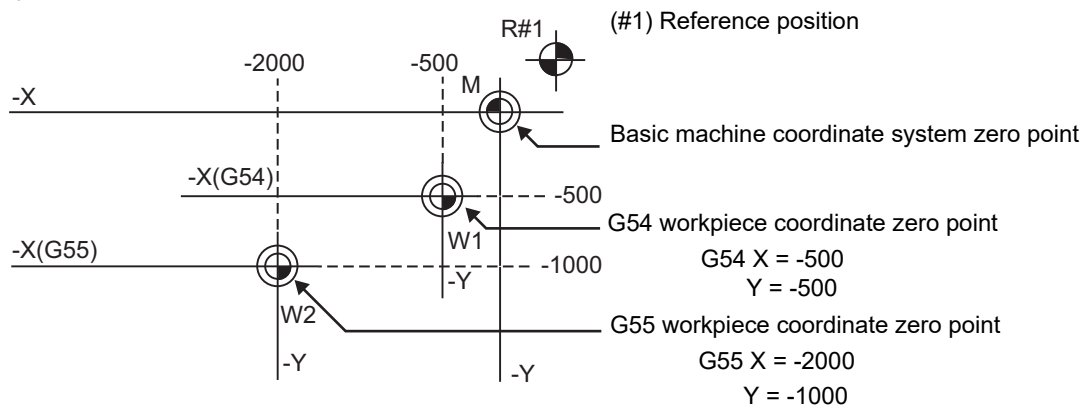 R#1
(#1) Reference position
-2000
-500
M
-X
Basic machine coordinate system zero point
-X(G54)
-500
G54 workpiece coordinate zero point
W1
-X(G55)
-1000
G54 X = -500
-Y
Y = -500
W2
G55 workpiece coordinate zero point
-Y
-Y
G55 X = -2000
Y = -1000